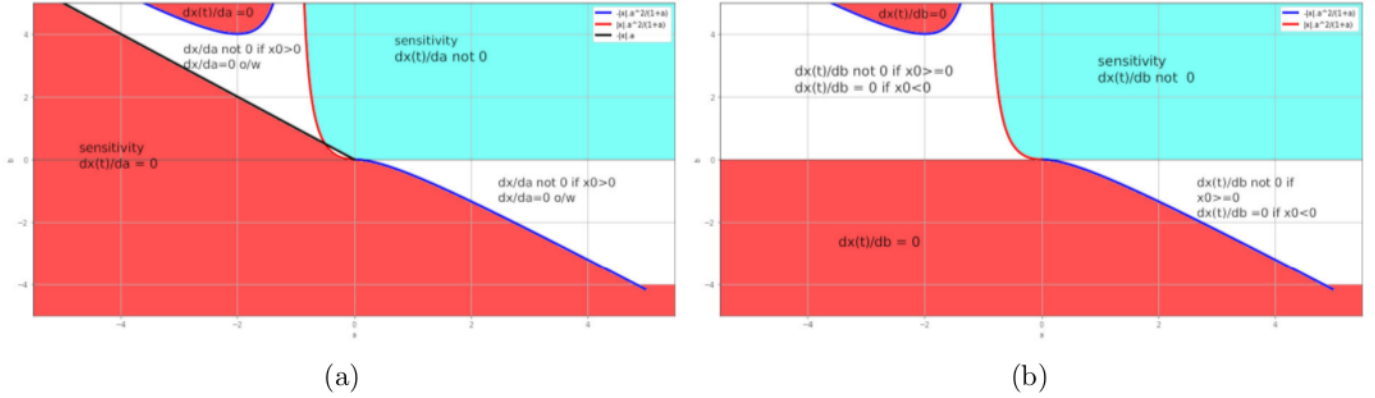 dx(t)/da =0
-|x|.a^2/(1+a)
|x|.a^2/(1+a)
-|x|.a
sensitivity
dx(t)/da not 0
dx/da not 0 if x0>0
dx/da=0 o/w
sensitivity
dx(t)/da = 0
dx/da not 0 if x0>0
dx/da=0 o/w
4
2
0
−2
−4
−4
−2
0
2
4
a
b
(a)
dx(t)/db=0
-|x|.a^2/(1+a)
|x|.a^2/(1+a)
sensitivity
dx(t)/db not 0
dx(t)/db not 0 if x0>=0
dx(t)/db = 0 if x0<0
dx(t)/db not 0 if
x0>=0
dx(t)/db =0 if x0<0
dx(t)/db = 0
4
2
0
−2
−4
−4
−2
0
2
4
a
b
(b)